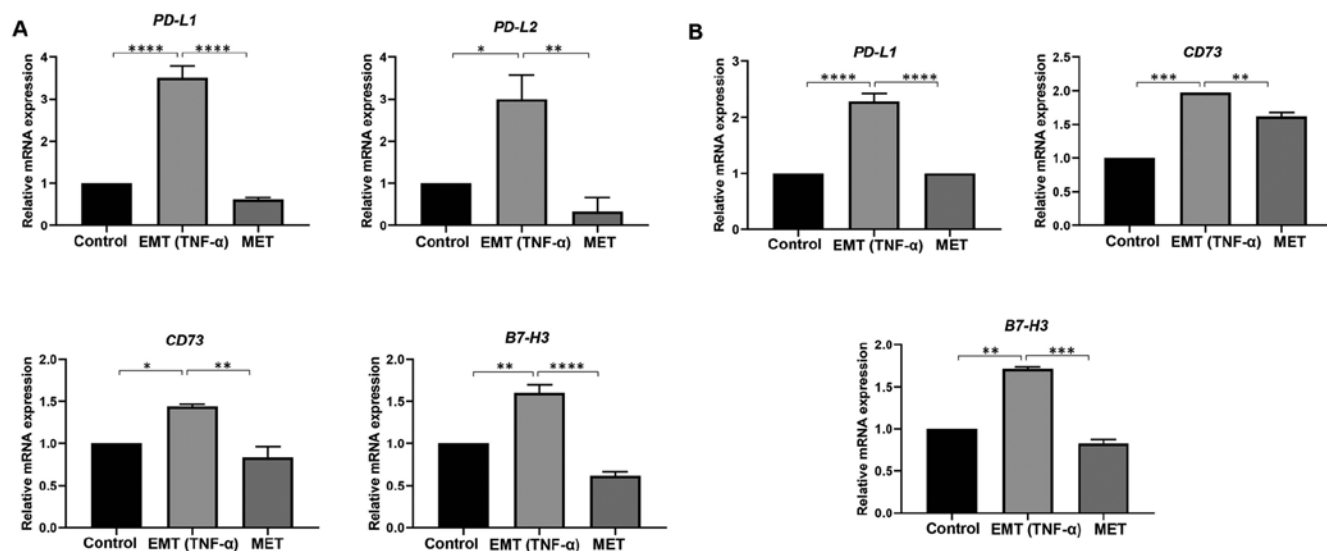 A
PD-L1
Relative mRNA expression
4
3
2
1
0
****
****
Control
EMT (TNF-α)
MET
PD-L2
Relative mRNA expression
4
3
2
1
0
*
**
Control
EMT (TNF-α)
MET
CD73
Relative mRNA expression
2.0
1.5
1.0
0.5
0.0
*
**
Control
EMT (TNF-α)
MET
B7-H3
Relative mRNA expression
2.0
1.5
1.0
0.5
0.0
**
****
Control
EMT (TNF-α)
MET
B
PD-L1
Relative mRNA expression
3
2
1
0
****
****
Control
EMT (TNF-α)
MET
CD73
Relative mRNA expression
2.5
2.0
1.5
1.0
0.5
0.0
***
**
Control
EMT (TNF-α)
MET
B7-H3
Relative mRNA expression
2.0
1.5
1.0
0.5
0.0
**
***
Control
EMT (TNF-α)
MET